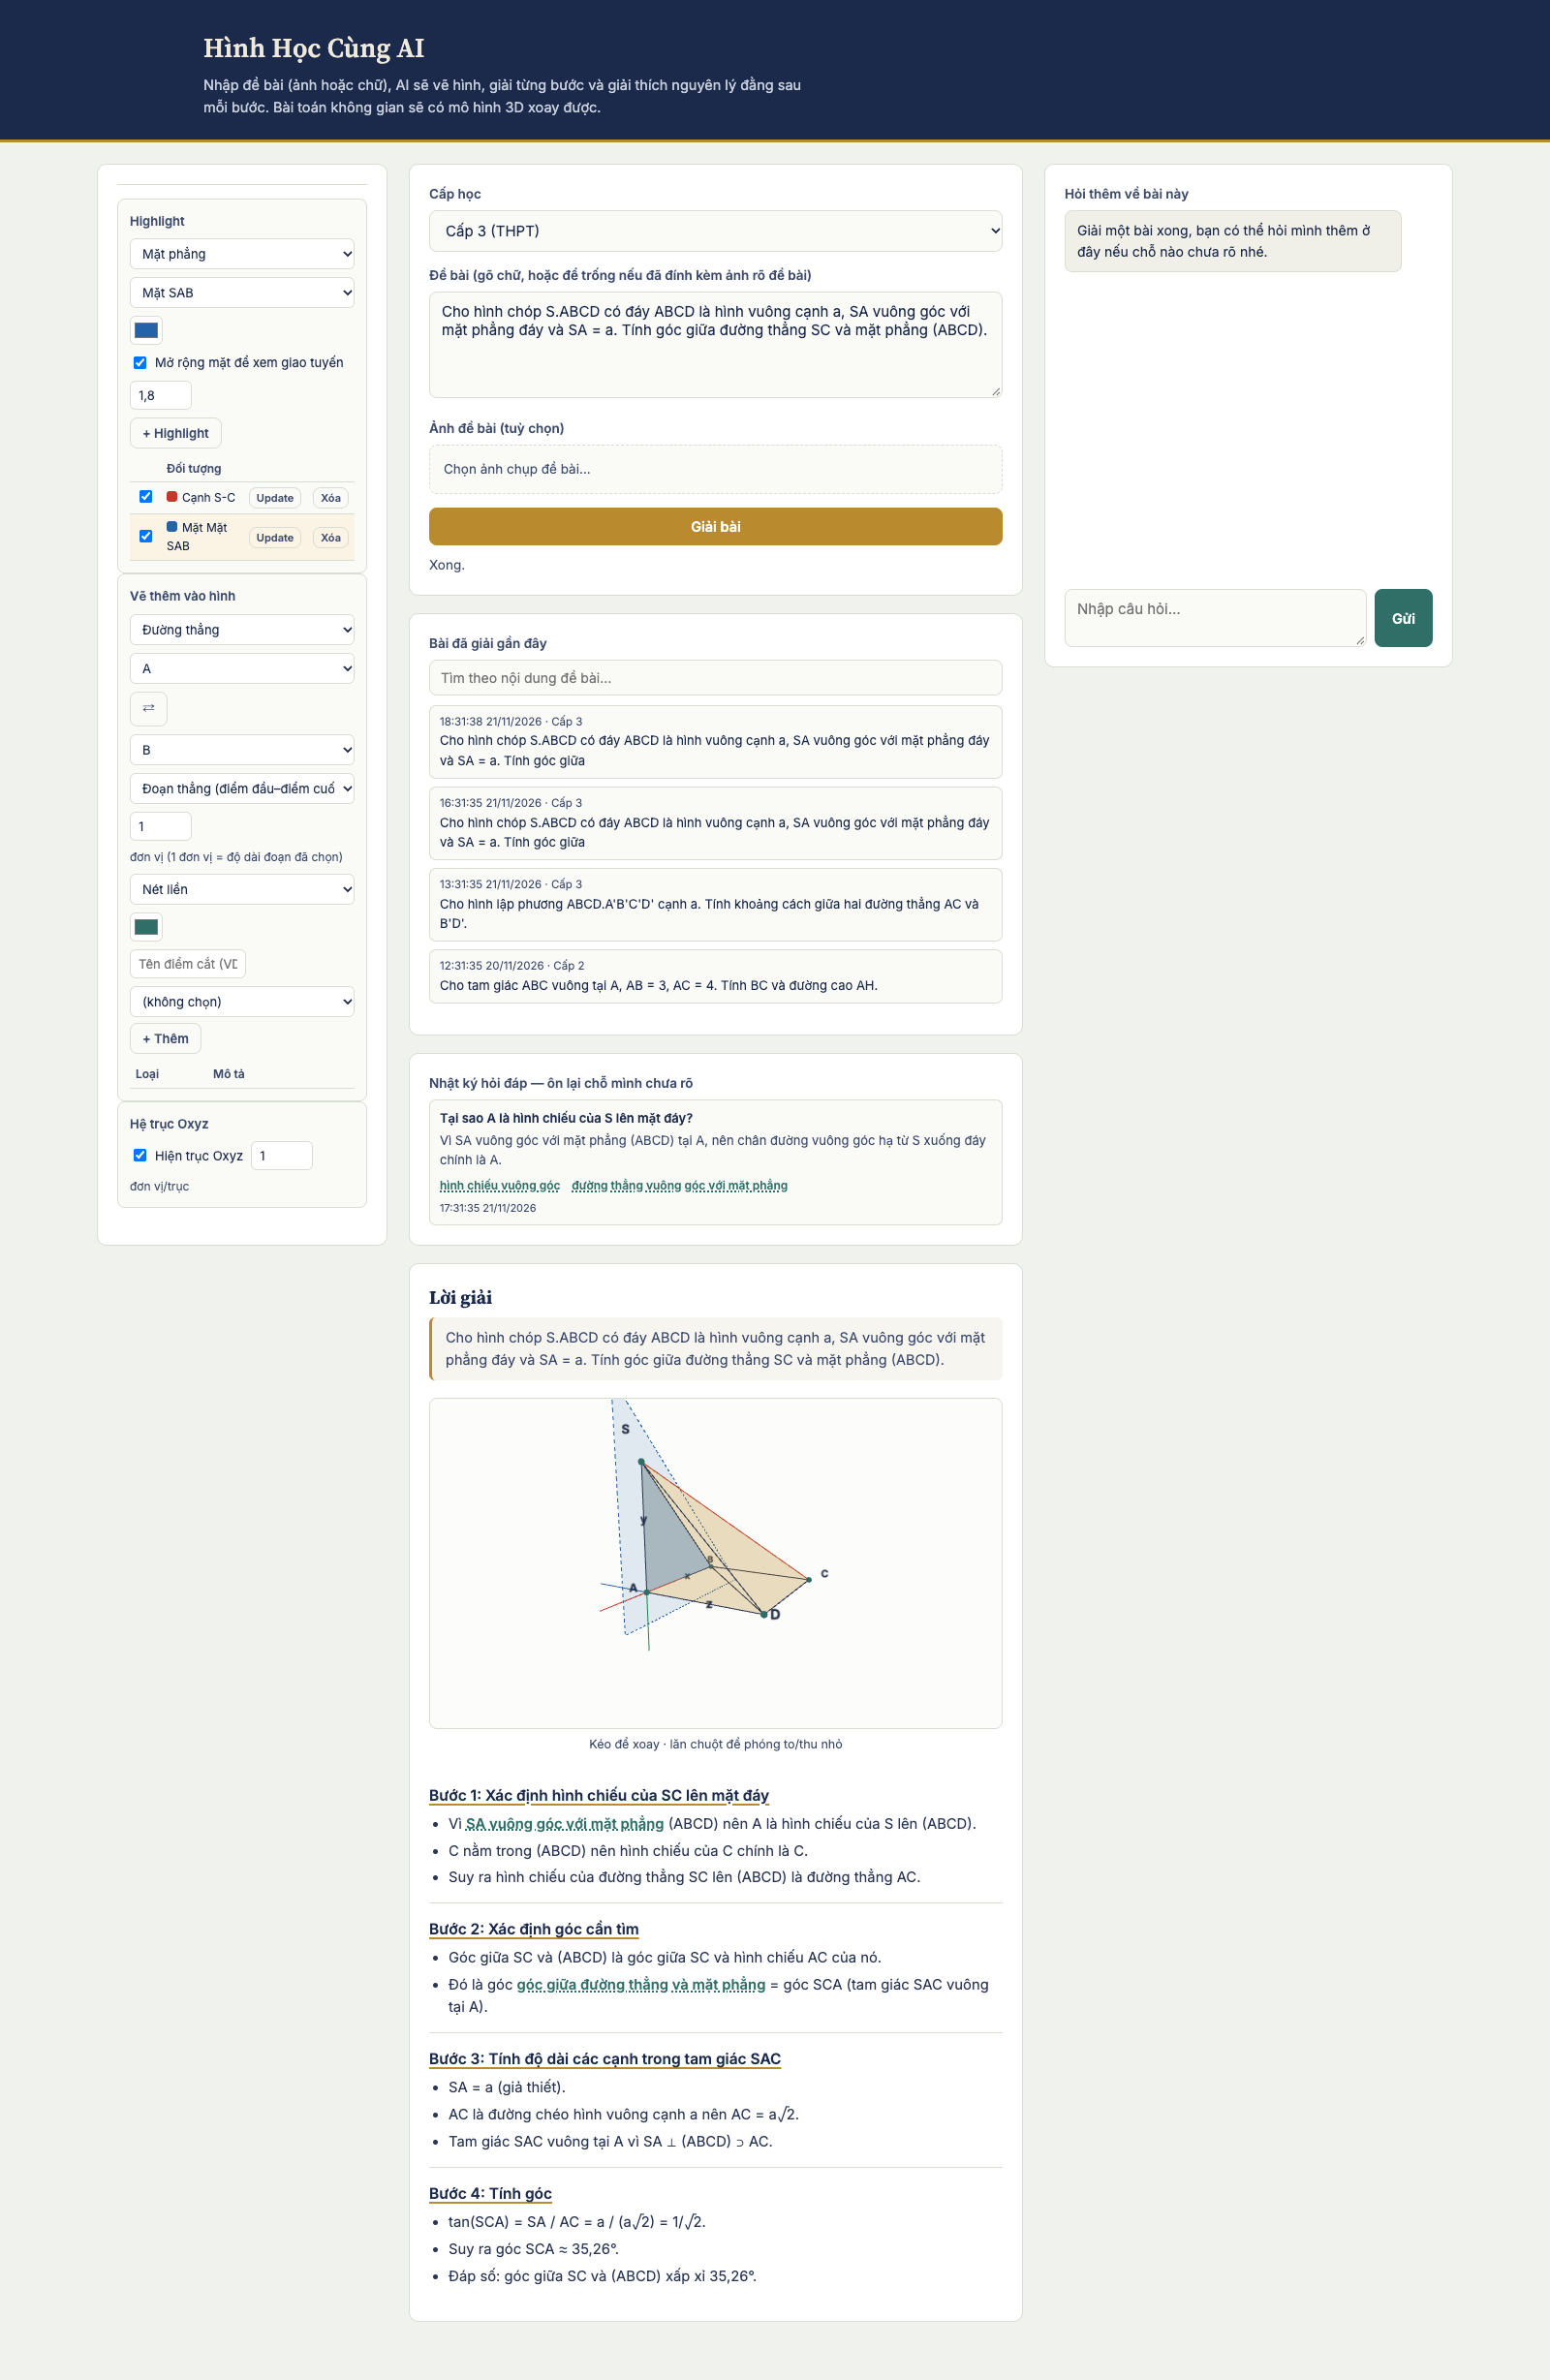 Hình Học Cùng AI
Nhập đề bài (ảnh hoặc chữ), AI sẽ vẽ hình, giải từng bước và giải thích nguyên lý đằng sau
mỗi bước. Bài toán không gian sẽ có mô hình 3D xoay được.
Highlight
Mặt phẳng
Mặt SAB
Mở rộng mặt để xem giao tuyến
1,8
+ Highlight
Đối tượng
Cạnh S-C Update Xóa
Mặt Mặt
SAB
Update Xóa
Vẽ thêm vào hình
Đường thẳng
A
⇄
B
Đoạn thẳng (điểm đầu–điểm cuố
1
đơn vị (1 đơn vị = độ dài đoạn đã chọn)
Nét liền
Tên điểm cắt (VD
(không chọn)
+ Thêm
Loại Mô tả
Hệ trục Oxyz
Hiện trục Oxyz 1
đơn vị/trục
Cấp học
Cấp 3 (THPT)
Đề bài (gõ chữ, hoặc để trống nếu đã đính kèm ảnh rõ đề bài)
Cho hình chóp S.ABCD có đáy ABCD là hình vuông cạnh a, SA vuông góc với
mặt phẳng đáy và SA = a. Tính góc giữa đường thẳng SC và mặt phẳng (ABCD).
Ảnh đề bài (tuỳ chọn)
Chọn ảnh chụp đề bài...
Giải bài
Xong.
Bài đã giải gần đây
Tìm theo nội dung đề bài...
18:31:38 21/11/2026 · Cấp 3
Cho hình chóp S.ABCD có đáy ABCD là hình vuông cạnh a, SA vuông góc với mặt phẳng đáy
và SA = a. Tính góc giữa
16:31:35 21/11/2026 · Cấp 3
Cho hình chóp S.ABCD có đáy ABCD là hình vuông cạnh a, SA vuông góc với mặt phẳng đáy
và SA = a. Tính góc giữa
13:31:35 21/11/2026 · Cấp 3
Cho hình lập phương ABCD.A'B'C'D' cạnh a. Tính khoảng cách giữa hai đường thẳng AC và
B'D'.
12:31:35 20/11/2026 · Cấp 2
Cho tam giác ABC vuông tại A, AB = 3, AC = 4. Tính BC và đường cao AH.
Nhật ký hỏi đáp — ôn lại chỗ mình chưa rõ
Tại sao A là hình chiếu của S lên mặt đáy?
Vì SA vuông góc với mặt phẳng (ABCD) tại A, nên chân đường vuông góc hạ từ S xuống đáy
chính là A.
hình chiếu vuông góc đường thẳng vuông góc với mặt phẳng
17:31:35 21/11/2026
Lời giải
Cho hình chóp S.ABCD có đáy ABCD là hình vuông cạnh a, SA vuông góc với mặt
phẳng đáy và SA = a. Tính góc giữa đường thẳng SC và mặt phẳng (ABCD).
S
y
B
C
x
A
z
D
Kéo để xoay · lăn chuột để phóng to/thu nhỏ
Bước 1: Xác định hình chiếu của SC lên mặt đáy
• Vì SA vuông góc với mặt phẳng (ABCD) nên A là hình chiếu của S lên (ABCD).
• C nằm trong (ABCD) nên hình chiếu của C chính là C.
• Suy ra hình chiếu của đường thẳng SC lên (ABCD) là đường thẳng AC.
Bước 2: Xác định góc cần tìm
• Góc giữa SC và (ABCD) là góc giữa SC và hình chiếu AC của nó.
• Đó là góc góc giữa đường thẳng và mặt phẳng = góc SCA (tam giác SAC vuông
tại A).
Bước 3: Tính độ dài các cạnh trong tam giác SAC
• SA = a (giả thiết).
• AC là đường chéo hình vuông cạnh a nên AC = a√2.
• Tam giác SAC vuông tại A vì SA ⊥ (ABCD) ⊃ AC.
Bước 4: Tính góc
• tan(SCA) = SA / AC = a / (a√2) = 1/√2.
• Suy ra góc SCA ≈ 35,26°.
• Đáp số: góc giữa SC và (ABCD) xấp xỉ 35,26°.
Hỏi thêm về bài này
Giải một bài xong, bạn có thể hỏi mình thêm ở
đây nếu chỗ nào chưa rõ nhé.
Nhập câu hỏi...
Gửi